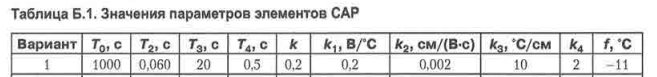 Таблица Б.1. Значения параметров элементов САР
Вариант T₀, с T₂, с T₃, с T₄, с k k₁, В/°С k₂, см/(В·с) k₃, °С/см k₄ f, °С
1 1000 0,060 20 0,5 0,2 0,2 0,002 10 2 −11